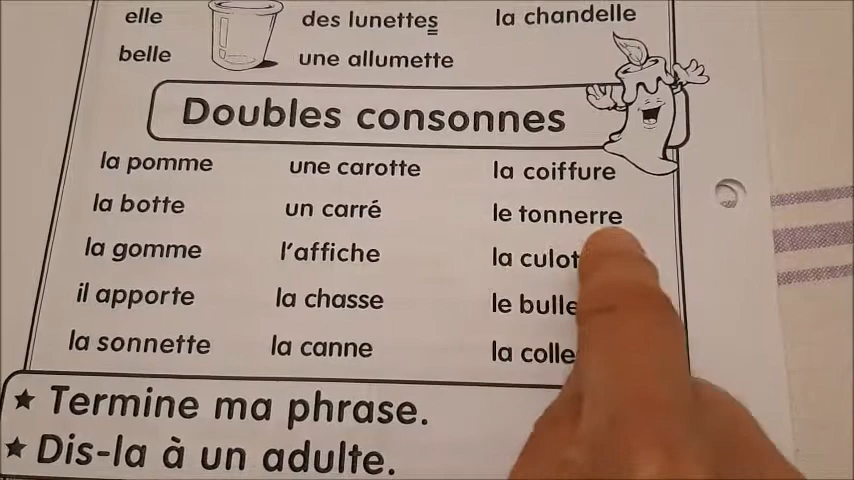 elle des lunettes la chandelle
belle une allumette
Doubles consonnes
la pomme une carotte la coiffure
la botte un carré le tonnerre
la gomme l'affiche la
il apporte la chasse le
la sonnette la canne la
★ Termine ma phrase.
★ Dis-la à un adulte.